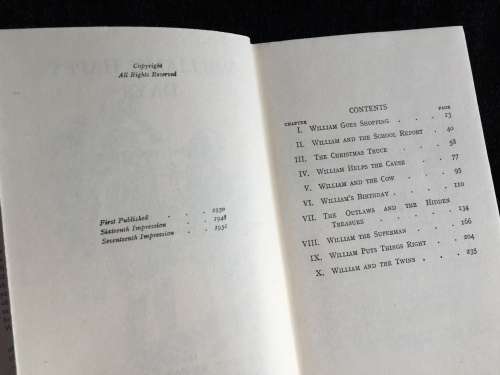 Copyright
All Rights Reserved
First Published . . . 1930
Sixteenth Impression . . 1948
Seventeenth Impression . . 1951
CONTENTS
CHAPTER PAGE
I. William Goes Shopping . . . 13
II. William and the School Report . 40
III. The Christmas Truce . . . 58
IV. William Helps the Cause . . 77
V. William and the Cow . . . 95
VI. William's Birthday . . . . 110
VII. The Outlaws and the Hidden
Treasure . . . . . 134
VIII. William the Superman . . . 166
IX. William Puts Things Right . . 204
X. William and the Twins . . . 235